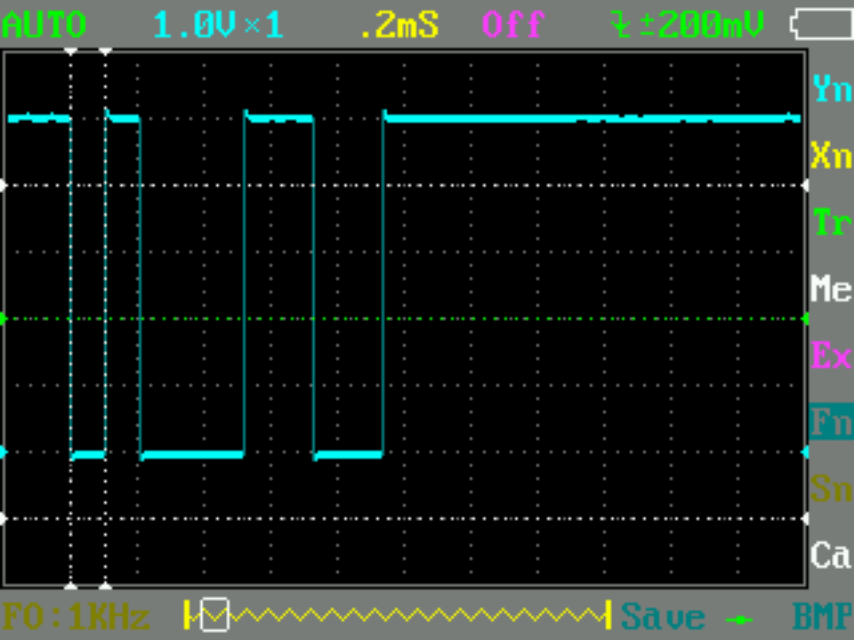 AUTO 1.0V×1 .2mS Off ±200mV
Yn
Xn
Tr
Me
Ex
Fn
Sn
Ca
FO:1KHz Save BMP